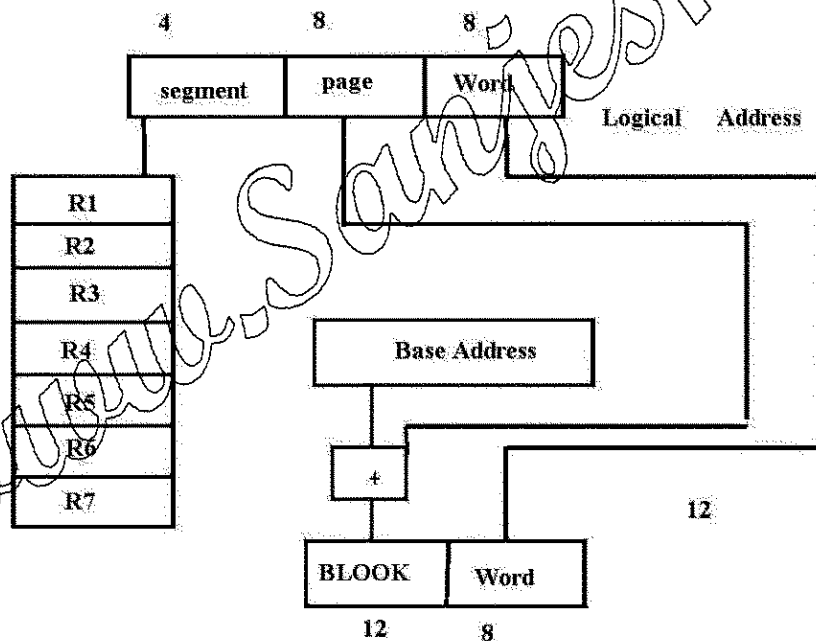 4 8 8
segment page Word
Logical Address
R1
R2
R3
R4
R5
R6
R7
Base Address
+
12
BLOOK Word
12 8